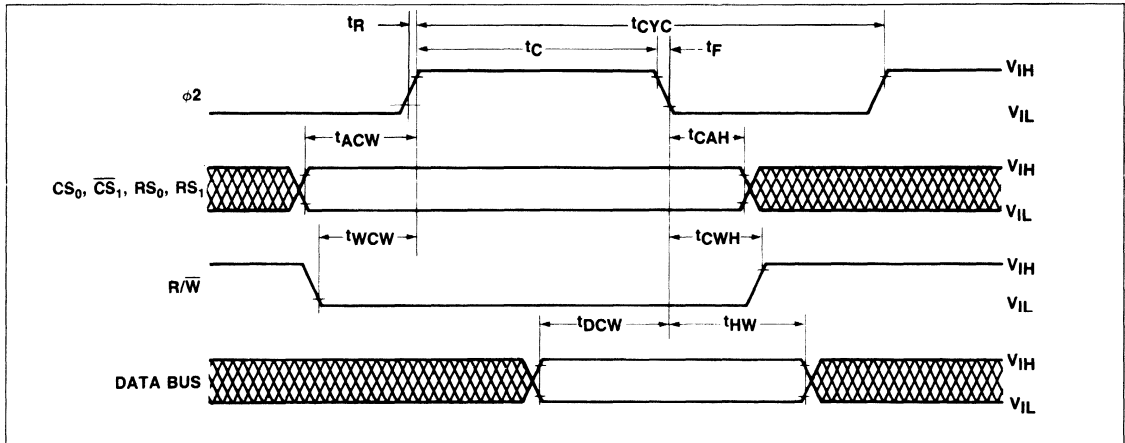 tR
tCYC
tC
tF
VIH
φ2
VIL
tACW
tCAH
VIH
CS0, C̅S̅1, RS0, RS1
VIL
tWCW
tCWH
VIH
R/W̅
VIL
tDCW
tHW
VIH
DATA BUS
VIL